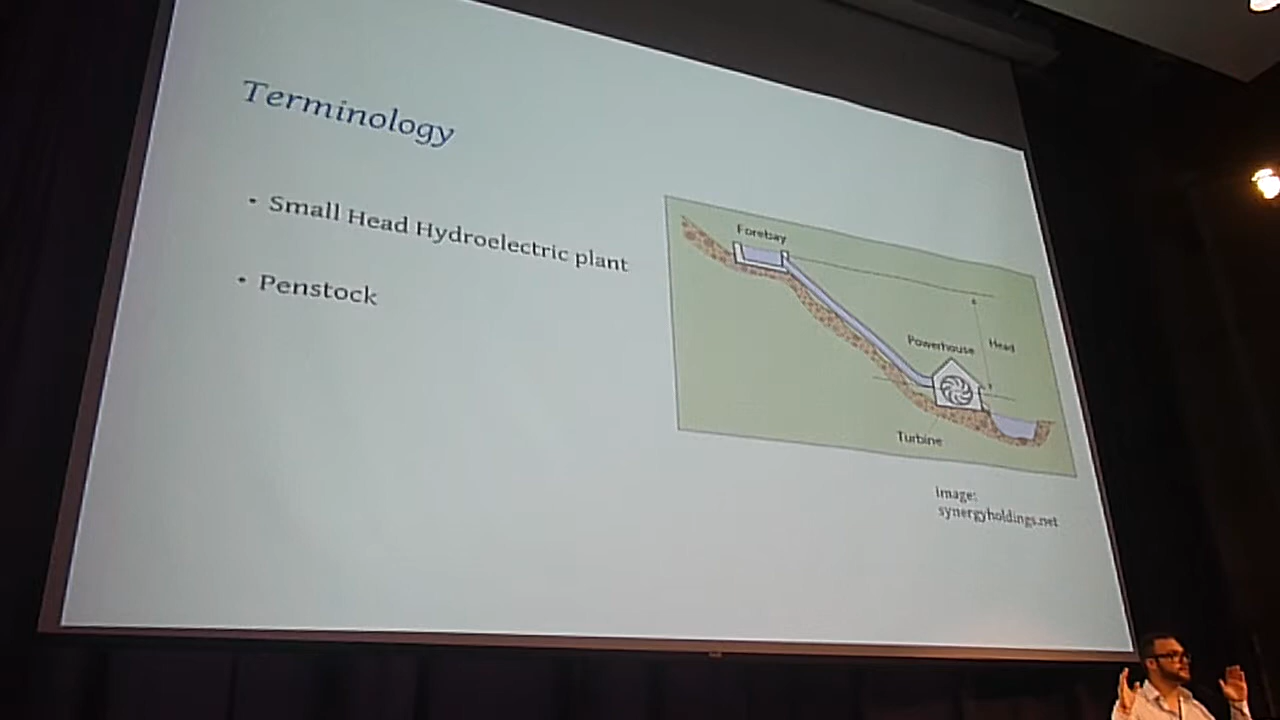 Terminology
• Small Head Hydroelectric plant
• Penstock
Forebay
Powerhouse
Head
Turbine
Image:
synergyholdings.net